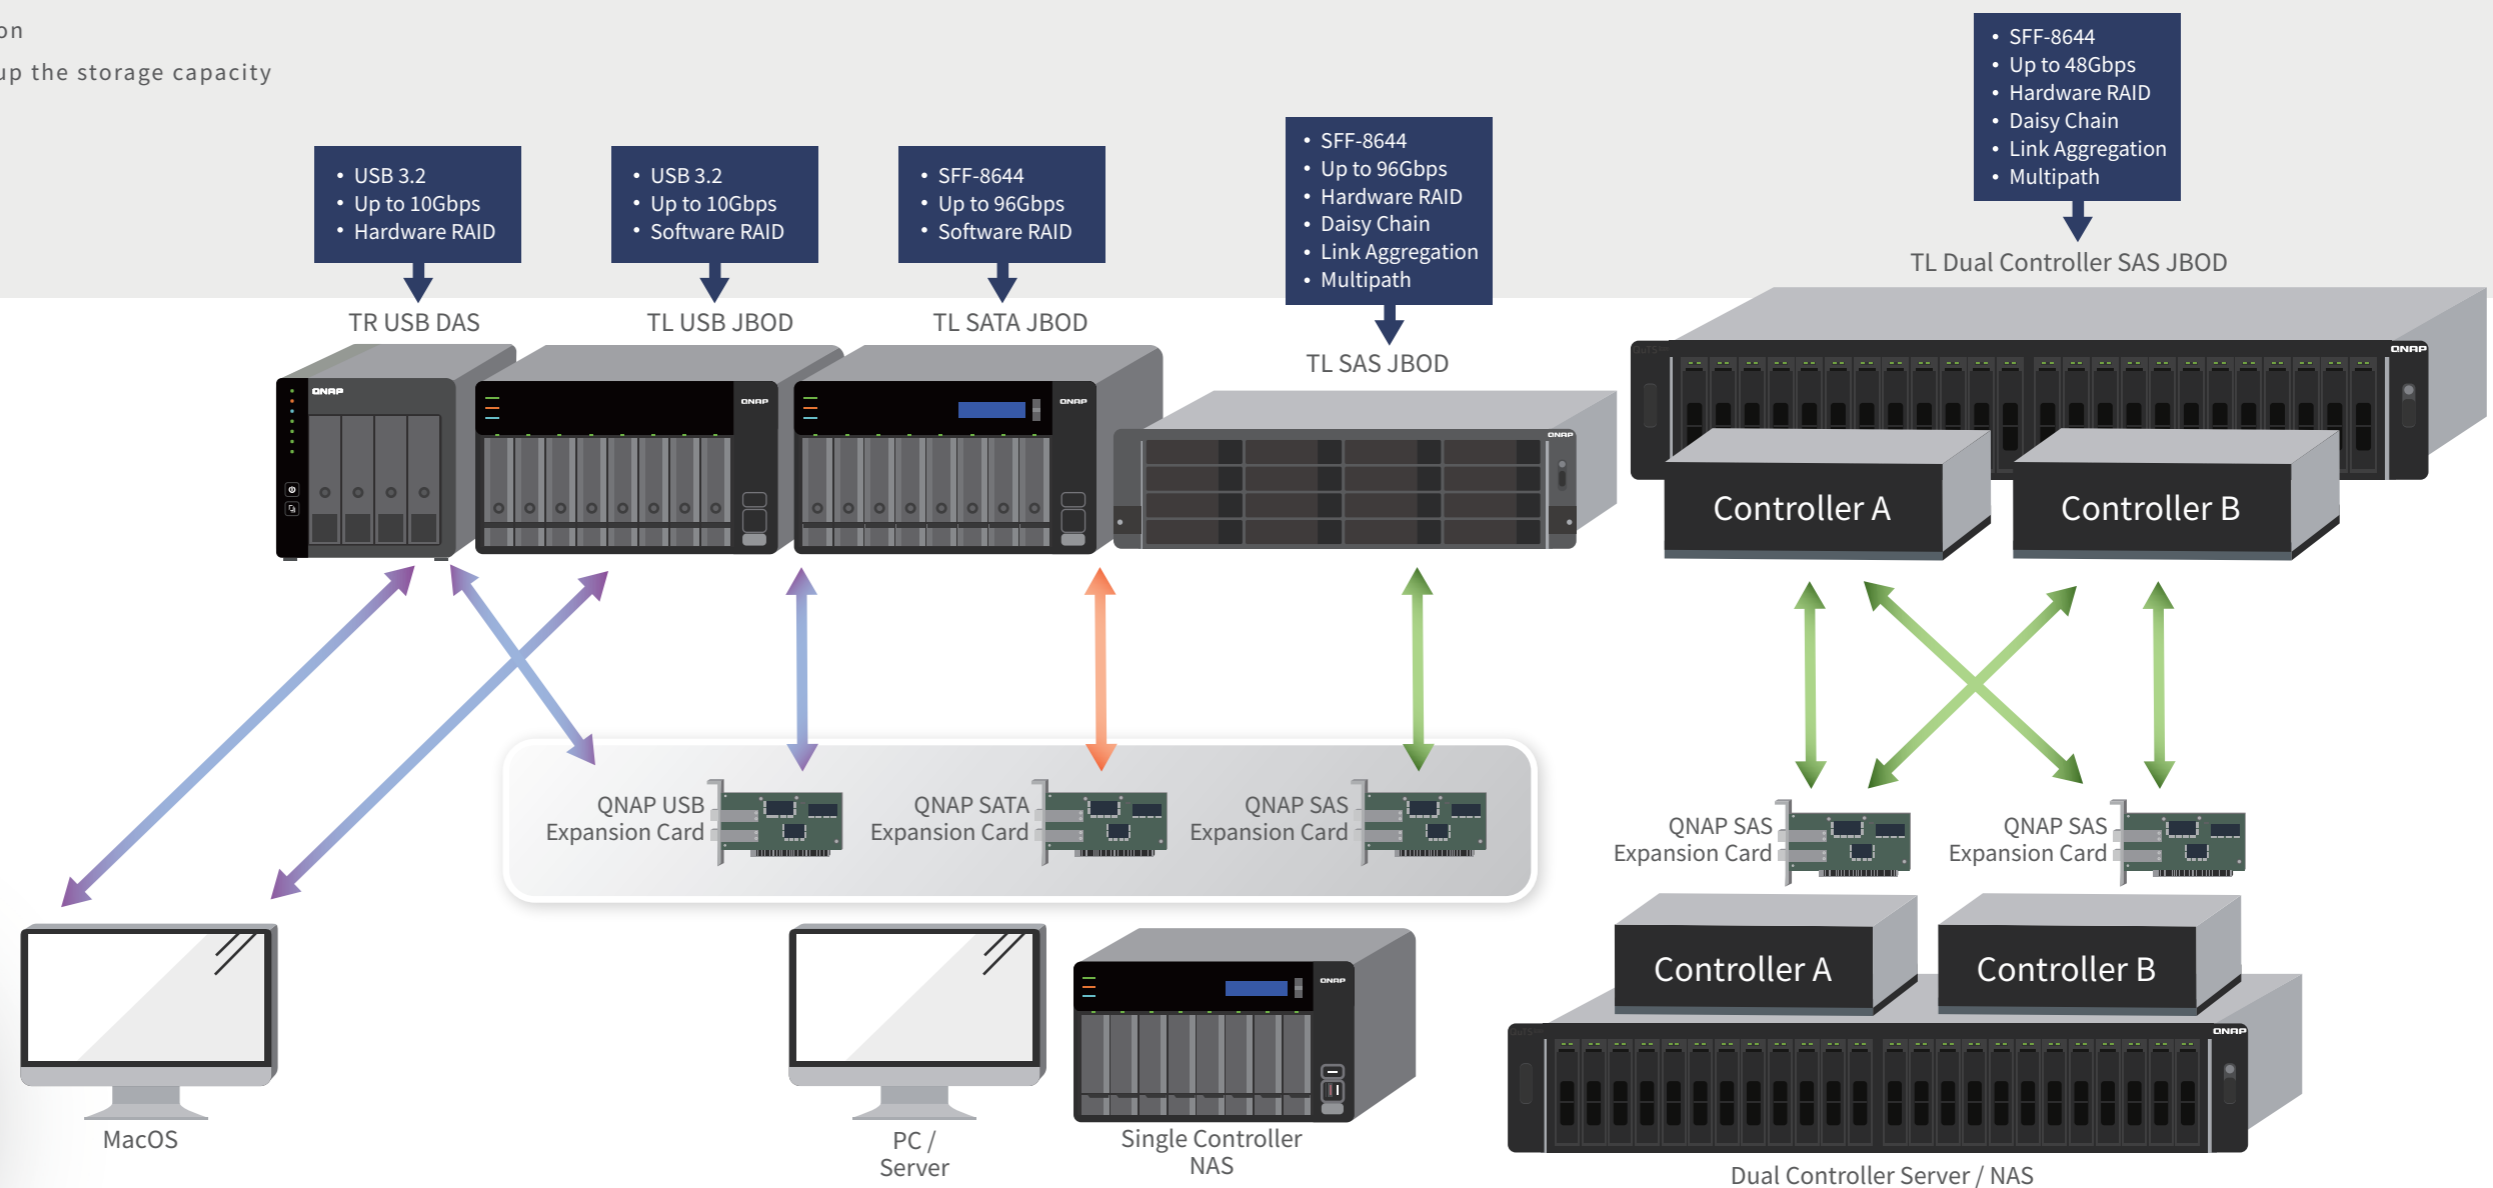 on
up the storage capacity
• USB 3.2
• Up to 10Gbps
• Hardware RAID
TR USB DAS
• USB 3.2
• Up to 10Gbps
• Software RAID
TL USB JBOD
• SFF-8644
• Up to 96Gbps
• Software RAID
TL SATA JBOD
• SFF-8644
• Up to 96Gbps
• Hardware RAID
• Daisy Chain
• Link Aggregation
• Multipath
TL SAS JBOD
• SFF-8644
• Up to 48Gbps
• Hardware RAID
• Daisy Chain
• Link Aggregation
• Multipath
TL Dual Controller SAS JBOD
QNAP
QNAP
QNAP
QNAP
QNAP
Controller A
Controller B
QNAP USB
Expansion Card
QNAP SATA
Expansion Card
QNAP SAS
Expansion Card
QNAP SAS
Expansion Card
QNAP SAS
Expansion Card
Controller A
Controller B
QNAP
QNAP
MacOS
PC /
Server
Single Controller
NAS
Dual Controller Server / NAS